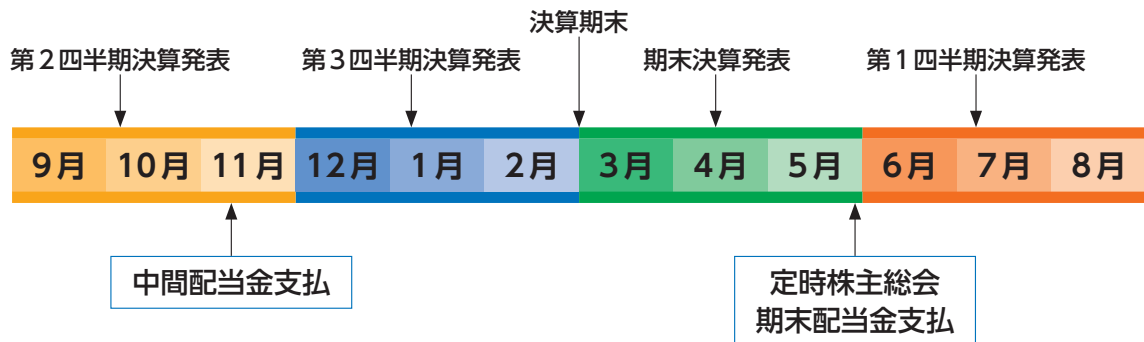 決算期末
第2四半期決算発表
第3四半期決算発表
期末決算発表
第1四半期決算発表
9月 10月 11月 12月 1月 2月 3月 4月 5月 6月 7月 8月
中間配当金支払
定時株主総会
期末配当金支払